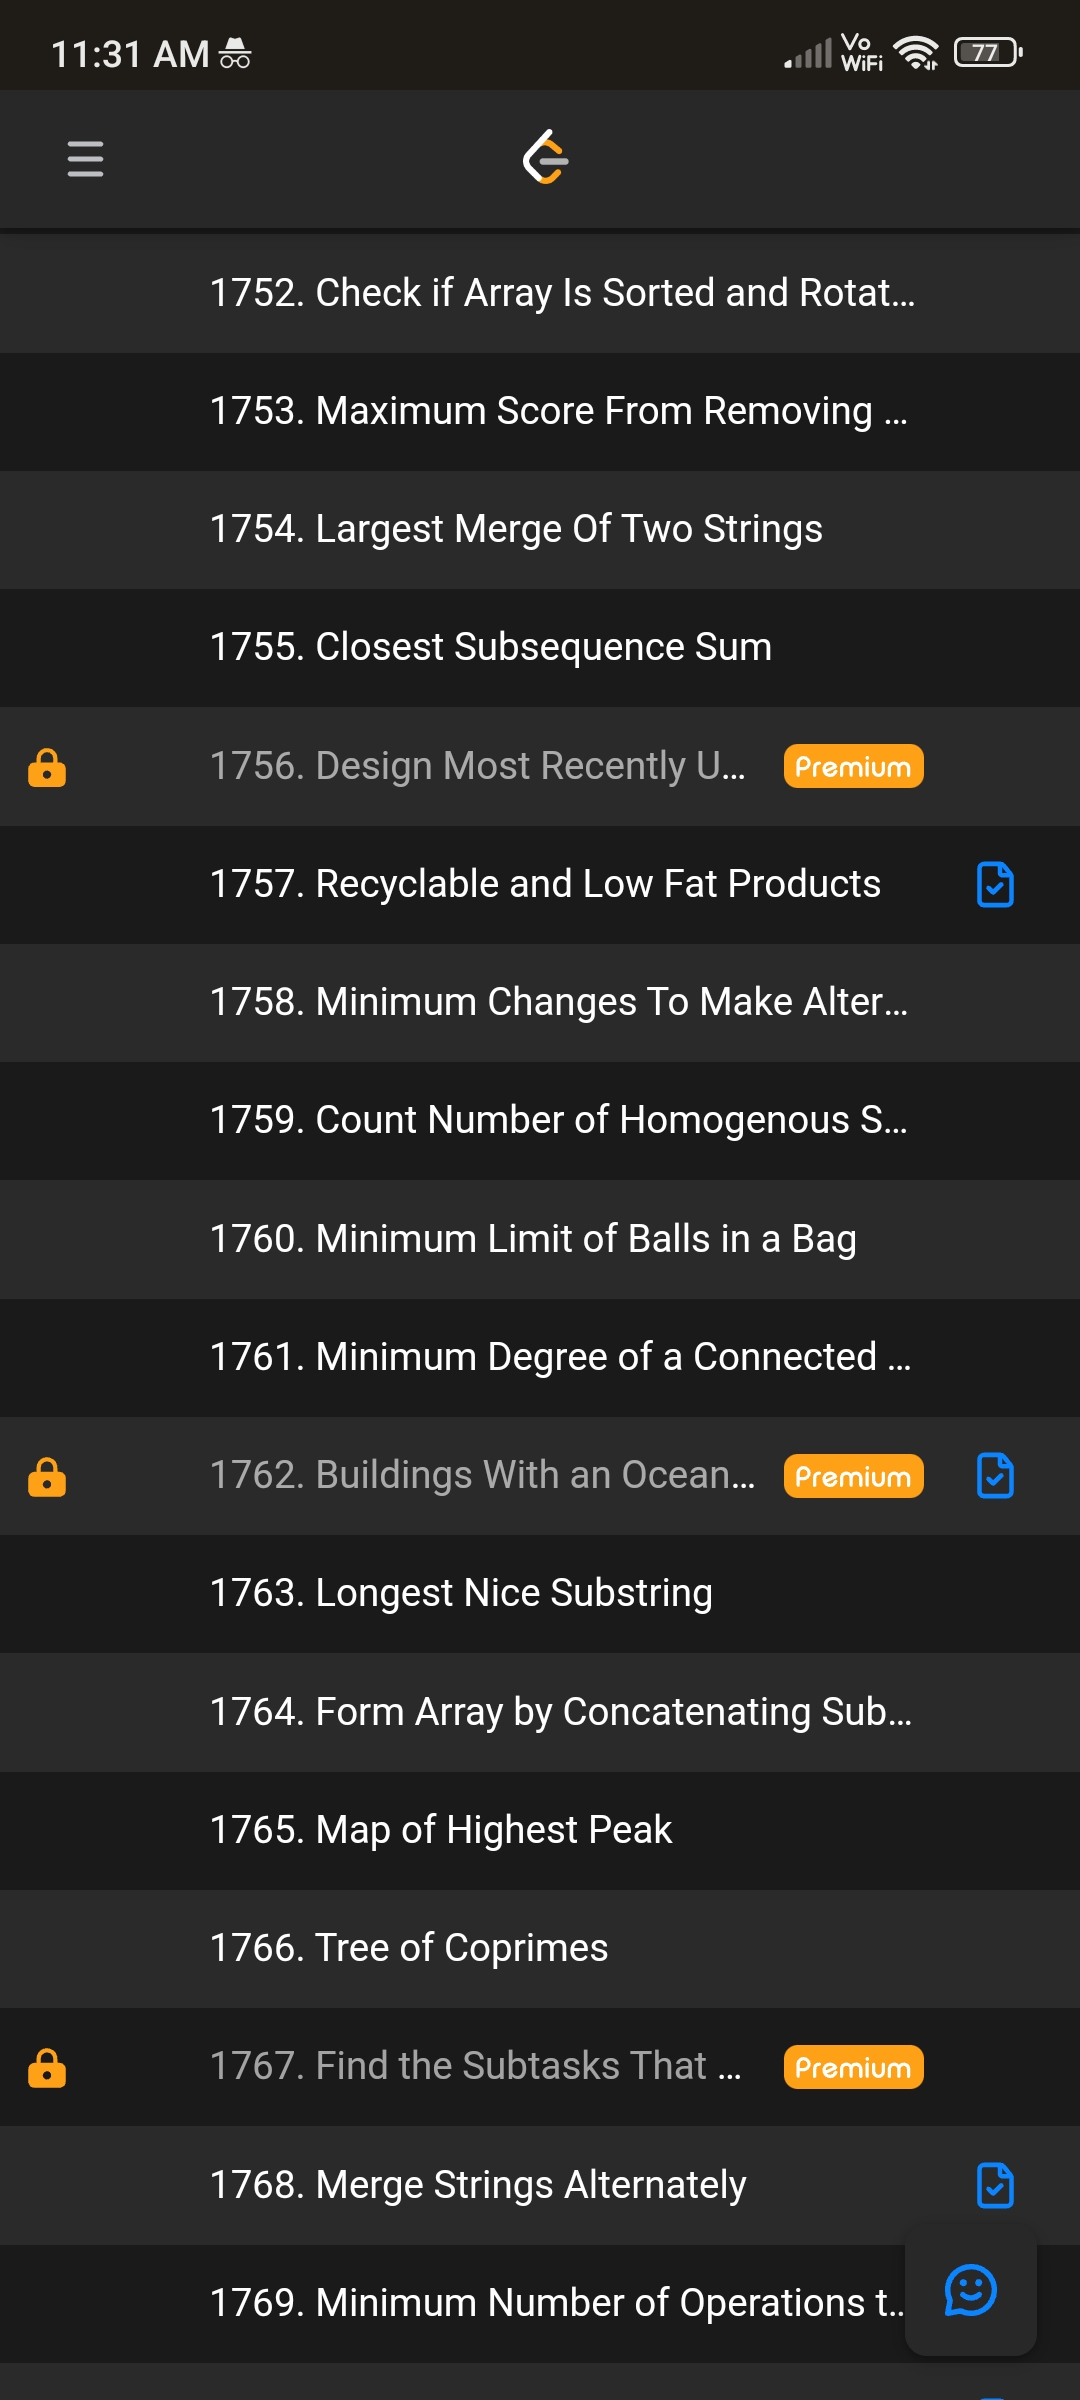 11:31 AM Vo WiFi 77
1752. Check if Array Is Sorted and Rotat...
1753. Maximum Score From Removing ...
1754. Largest Merge Of Two Strings
1755. Closest Subsequence Sum
1756. Design Most Recently U... Premium
1757. Recyclable and Low Fat Products
1758. Minimum Changes To Make Alter...
1759. Count Number of Homogenous S...
1760. Minimum Limit of Balls in a Bag
1761. Minimum Degree of a Connected ...
1762. Buildings With an Ocean... Premium
1763. Longest Nice Substring
1764. Form Array by Concatenating Sub...
1765. Map of Highest Peak
1766. Tree of Coprimes
1767. Find the Subtasks That ... Premium
1768. Merge Strings Alternately
1769. Minimum Number of Operations t...